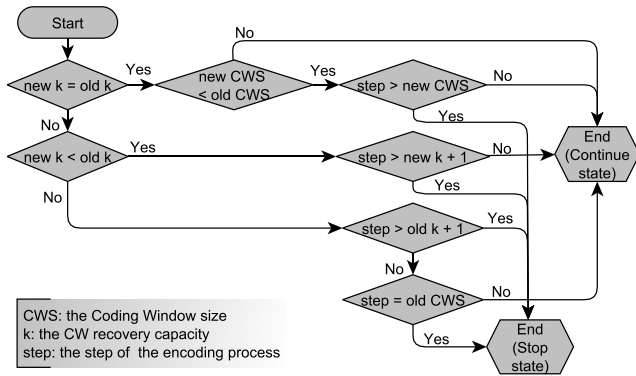 Start
No
new k = old k
Yes
new CWS
< old CWS
Yes
step > new CWS
No
No
Yes
new k < old k
Yes
step > new k + 1
No
Yes
End
(Continue
state)
No
step > old k + 1
Yes
No
step = old CWS
No
Yes
End
(Stop
state)
CWS: the Coding Window size
k: the CW recovery capacity
step: the step of the encoding process